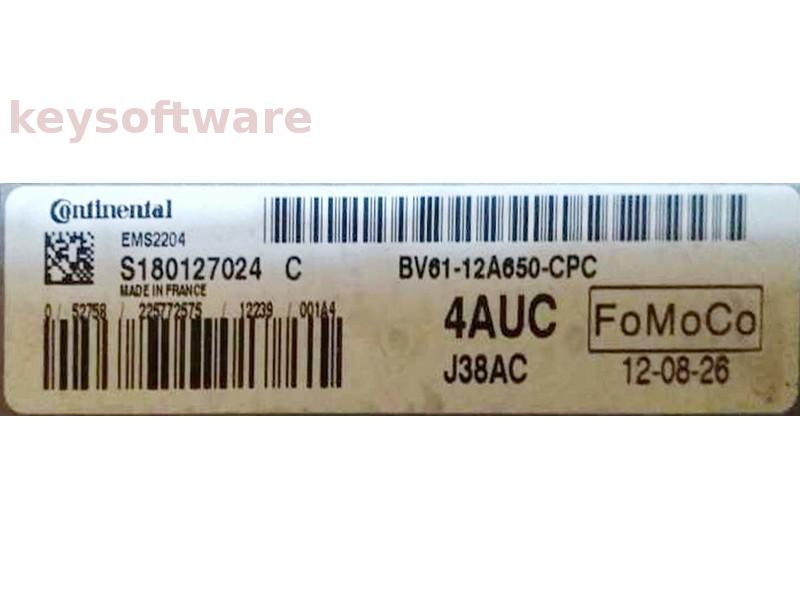 keysoftware
Continental
EMS2204
S180127024 C
BV61-12A650-CPC
MADE IN FRANCE
0 / 52758 / 225772575 / 12239 / 001A4
4AUC
FoMoCo
J38AC
12-08-26